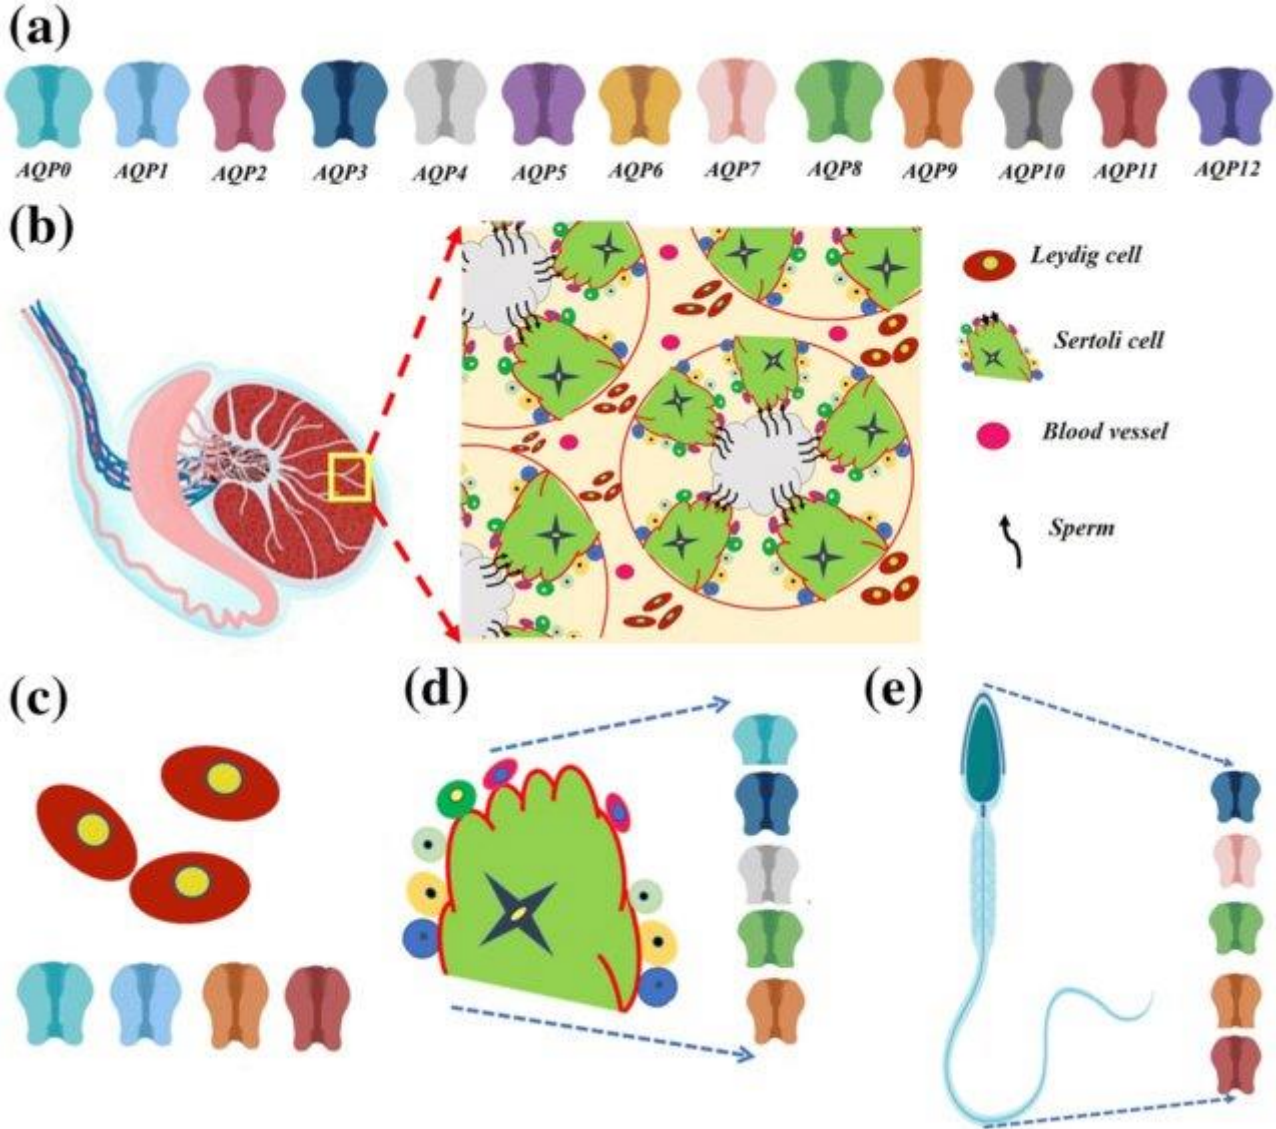 (a)
AQP0 AQP1 AQP2 AQP3 AQP4 AQP5 AQP6 AQP7 AQP8 AQP9 AQP10 AQP11 AQP12
(b)
Leydig cell
Sertoli cell
Blood vessel
Sperm
(c)
(d)
(e)